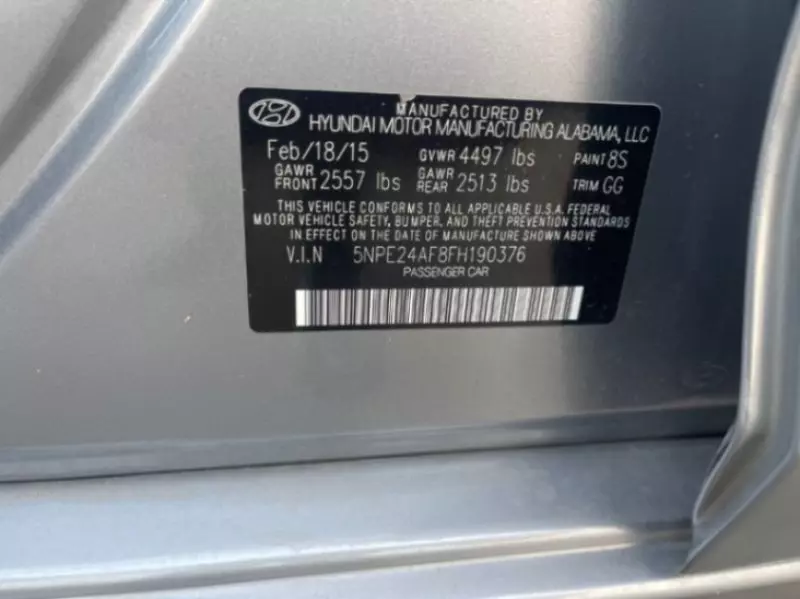 MANUFACTURED BY
HYUNDAI MOTOR MANUFACTURING ALABAMA, LLC
Feb/18/15 GVWR 4497 lbs PAINT 8S
GAWR FRONT 2557 lbs GAWR REAR 2513 lbs TRIM GG
THIS VEHICLE CONFORMS TO ALL APPLICABLE U.S.A. FEDERAL
MOTOR VEHICLE SAFETY, BUMPER, AND THEFT PREVENTION STANDARDS
IN EFFECT ON THE DATE OF MANUFACTURE SHOWN ABOVE
V.I.N 5NPE24AF8FH190376
PASSENGER CAR